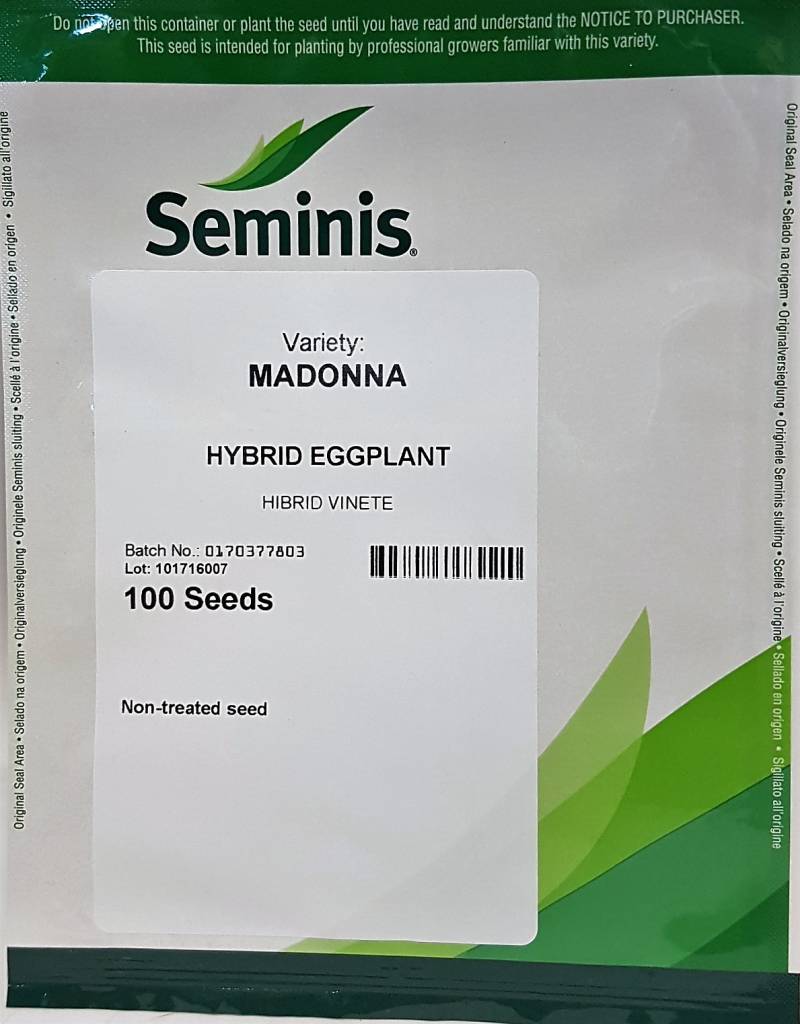 Do not open this container or plant the seed until you have read and understand the NOTICE TO PURCHASER.
This seed is intended for planting by professional growers familiar with this variety.
Seminis®
Variety:
MADONNA
HYBRID EGGPLANT
HIBRID VINETE
Batch No.: 0170377803
Lot: 101716007
100 Seeds
Non-treated seed
Original Seal Area • Selado na origem • Originalversieglung • Originele Seminis sluiting • Scellé à l'origine • Sellado en origen • Sigillato all'origine
Original Seal Area • Selado na origem • Originalversieglung • Originele Seminis sluiting • Scellé à l'origine • Sellado en origen • Sigillato all'origine